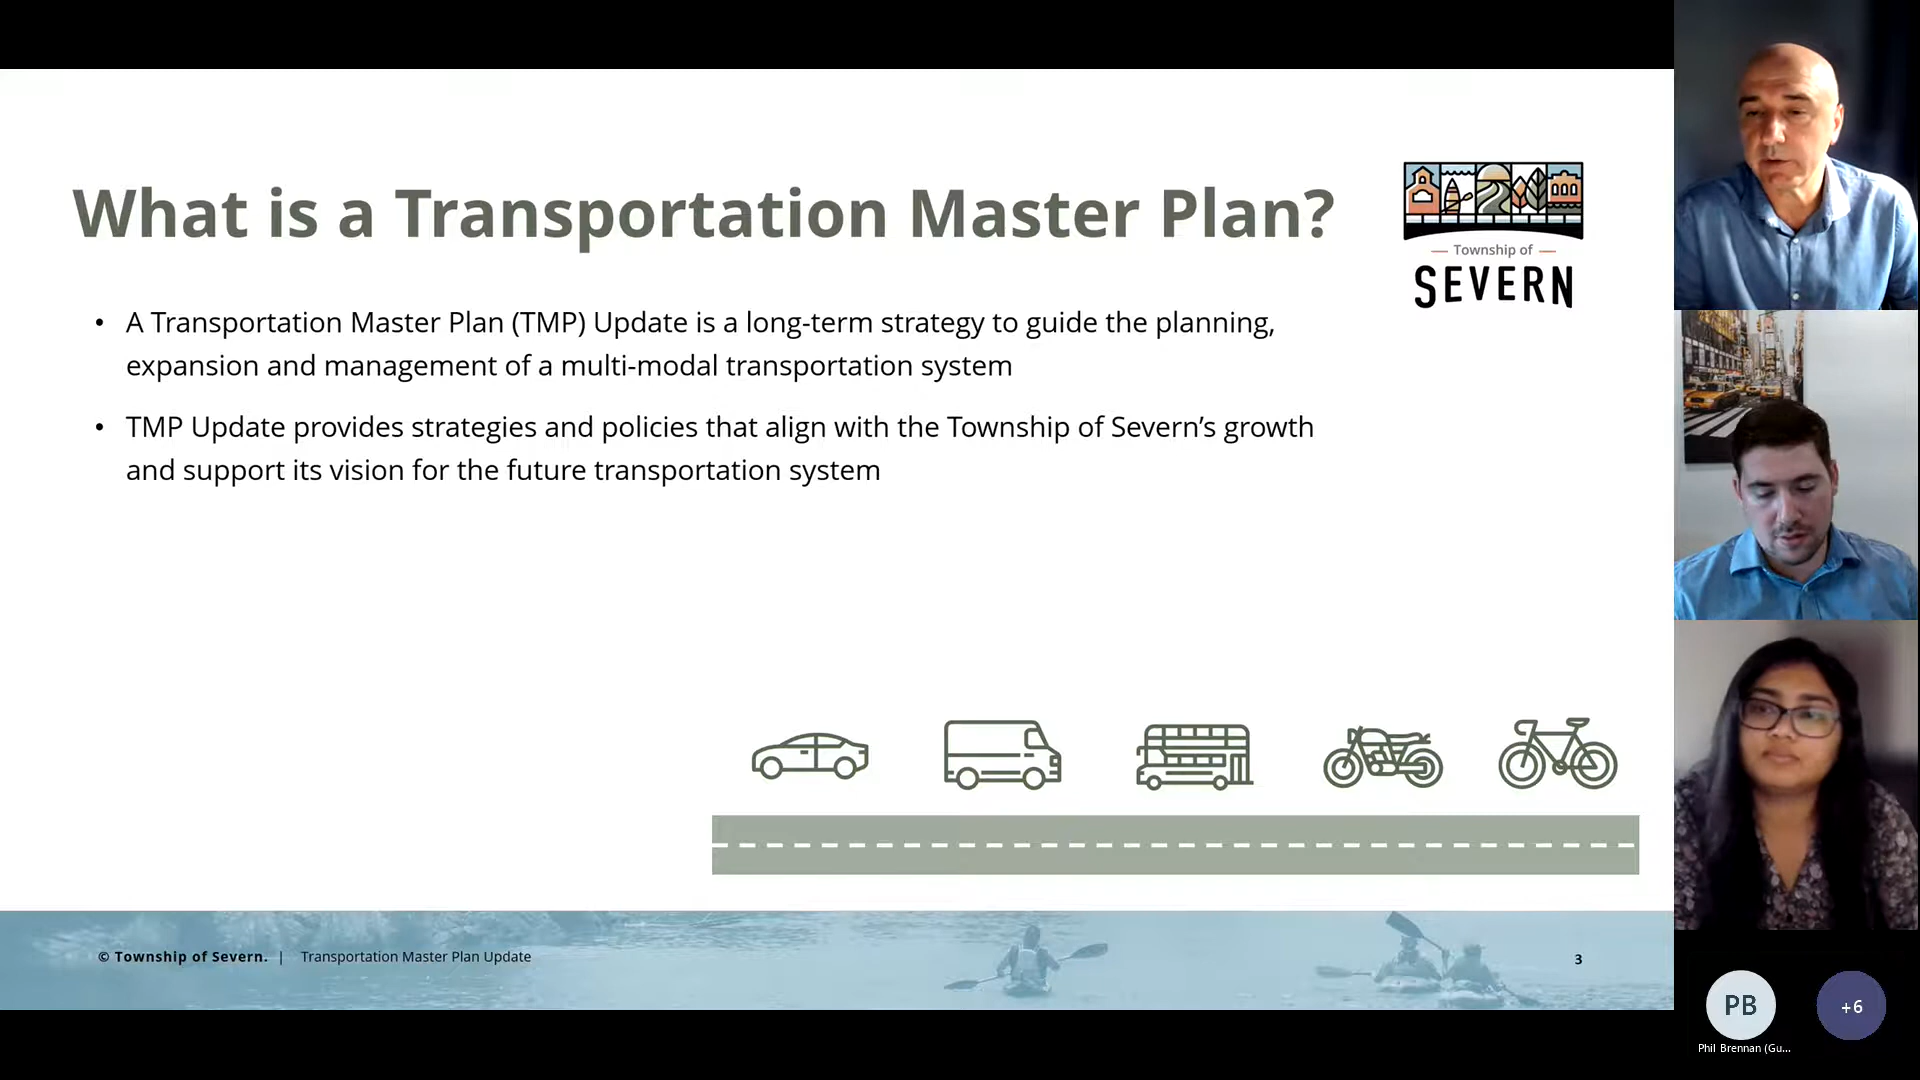 What is a Transportation Master Plan?
Township of
SEVERN
• A Transportation Master Plan (TMP) Update is a long-term strategy to guide the planning,
expansion and management of a multi-modal transportation system
• TMP Update provides strategies and policies that align with the Township of Severn’s growth
and support its vision for the future transportation system
© Township of Severn. | Transportation Master Plan Update
3
PB
+6
Phil Brennan (Gu...